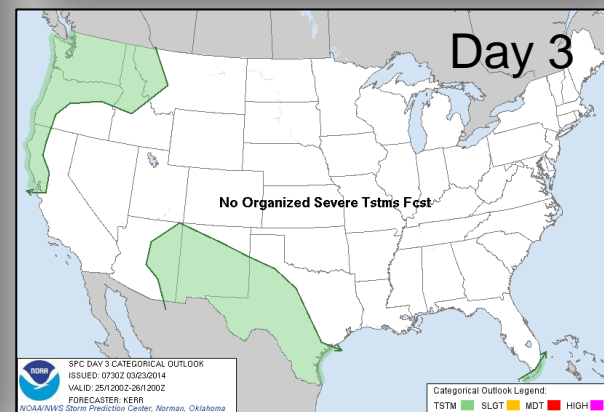 Day 3
No Organized Severe Tstms Fcst
SPC DAY 3 CATEGORICAL OUTLOOK
ISSUED: 0730Z 03/23/2014
VALID: 25/1200Z-26/1200Z
FORECASTER: KERR
NOAA/NWS Storm Prediction Center, Norman, Oklahoma
NOAA
Categorical Outlook Legend:
TSTM SLGT MDT HIGH